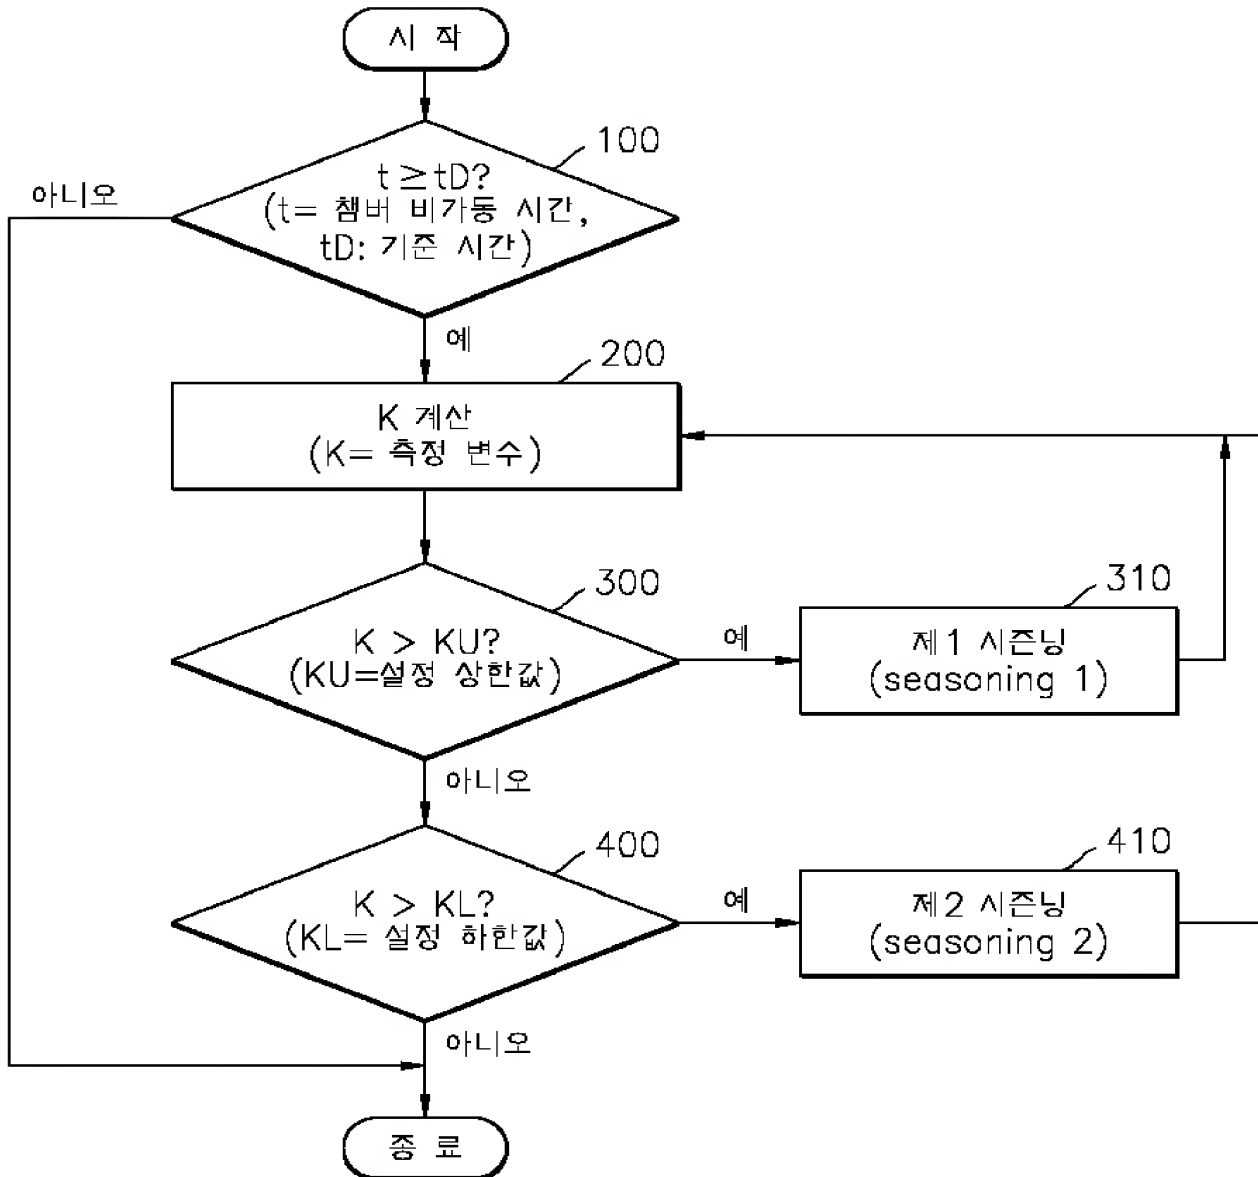 시 작
100
t ≥ tD?
(t= 챔버 비가동 시간,
tD: 기준 시간)
아니오
예
200
K 계산
(K= 측정 변수)
300
K > KU?
(KU=설정 상한값)
예
310
제1 시즌닝
(seasoning 1)
아니오
400
K > KL?
(KL= 설정 하한값)
예
410
제2 시즌닝
(seasoning 2)
아니오
종 료